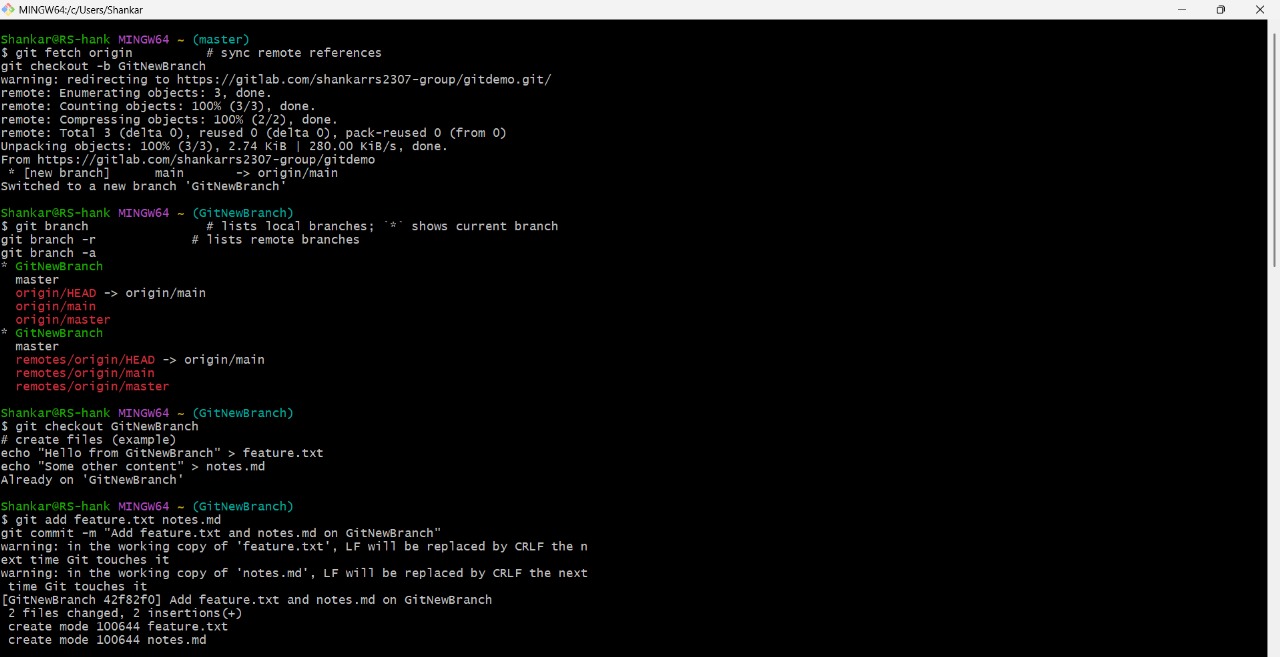 MINGW64:/c/Users/Shankar
Shankar@RS-hank MINGW64 ~ (master)
$ git fetch origin          # sync remote references
git checkout -b GitNewBranch
warning: redirecting to https://gitlab.com/shankarrs2307-group/gitdemo.git/
remote: Enumerating objects: 3, done.
remote: Counting objects: 100% (3/3), done.
remote: Compressing objects: 100% (2/2), done.
remote: Total 3 (delta 0), reused 0 (delta 0), pack-reused 0 (from 0)
Unpacking objects: 100% (3/3), 2.74 KiB | 280.00 KiB/s, done.
From https://gitlab.com/shankarrs2307-group/gitdemo
 * [new branch]      main       -> origin/main
Switched to a new branch 'GitNewBranch'
Shankar@RS-hank MINGW64 ~ (GitNewBranch)
$ git branch                # lists local branches; `*` shows current branch
git branch -r             # lists remote branches
git branch -a
* GitNewBranch
  master
  origin/HEAD -> origin/main
  origin/main
  origin/master
* GitNewBranch
  master
  remotes/origin/HEAD -> origin/main
  remotes/origin/main
  remotes/origin/master
Shankar@RS-hank MINGW64 ~ (GitNewBranch)
$ git checkout GitNewBranch
# create files (example)
echo "Hello from GitNewBranch" > feature.txt
echo "Some other content" > notes.md
Already on 'GitNewBranch'
Shankar@RS-hank MINGW64 ~ (GitNewBranch)
$ git add feature.txt notes.md
git commit -m "Add feature.txt and notes.md on GitNewBranch"
warning: in the working copy of 'feature.txt', LF will be replaced by CRLF the n
ext time Git touches it
warning: in the working copy of 'notes.md', LF will be replaced by CRLF the next
 time Git touches it
[GitNewBranch 42f82f0] Add feature.txt and notes.md on GitNewBranch
 2 files changed, 2 insertions(+)
 create mode 100644 feature.txt
 create mode 100644 notes.md